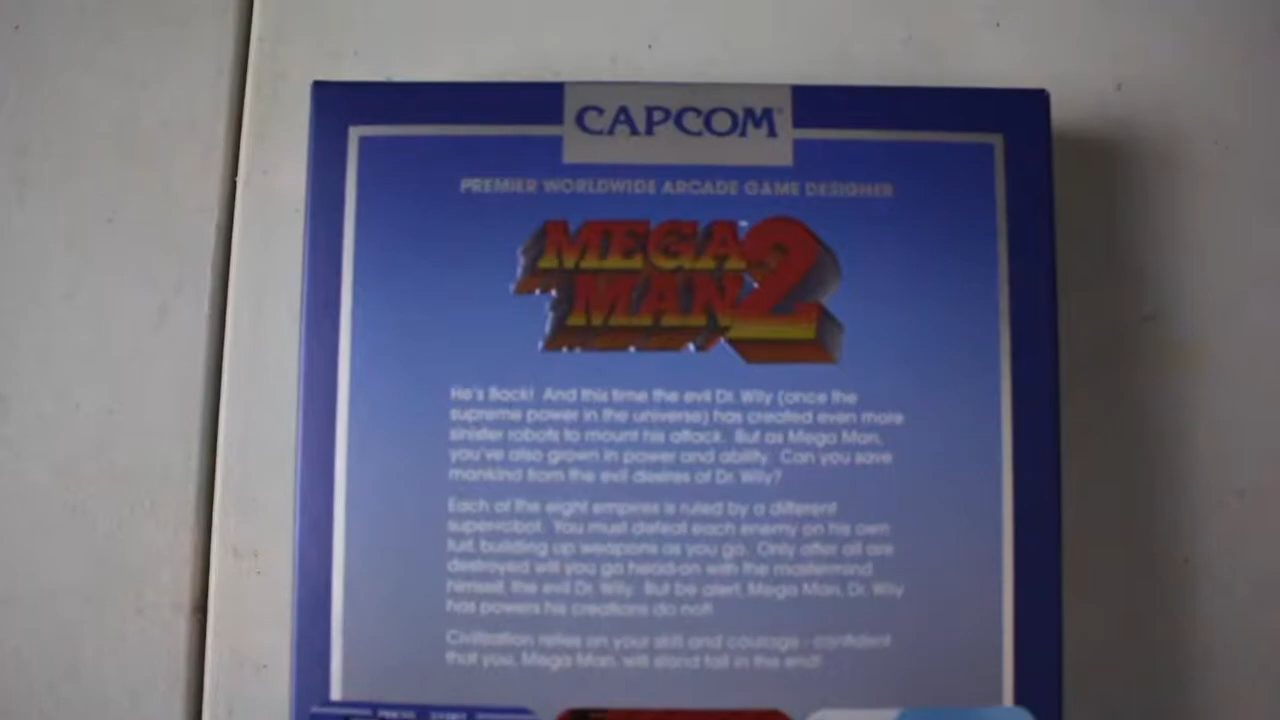 CAPCOM®
PREMIER WORLDWIDE ARCADE GAME DESIGNER
MEGA
MAN 2
He's Back! And this time the evil Dr. Wily (once the
supreme power in the universe) has created even more
sinister robots to mount his attack. But as Mega Man,
you've also grown in power and ability. Can you save
mankind from the evil desires of Dr. Wily?
Each of the eight empires is ruled by a different
super-robot. You must defeat each enemy on his own
turf, building up weapons as you go. Only after all are
destroyed will you go head-on with the mastermind
himself, the evil Dr. Wily. But be alert, Mega Man, Dr. Wily
has powers his creations do not!
Civilization relies on your skill and courage - confident
that you, Mega Man, will stand tall in the end!
PRESS START